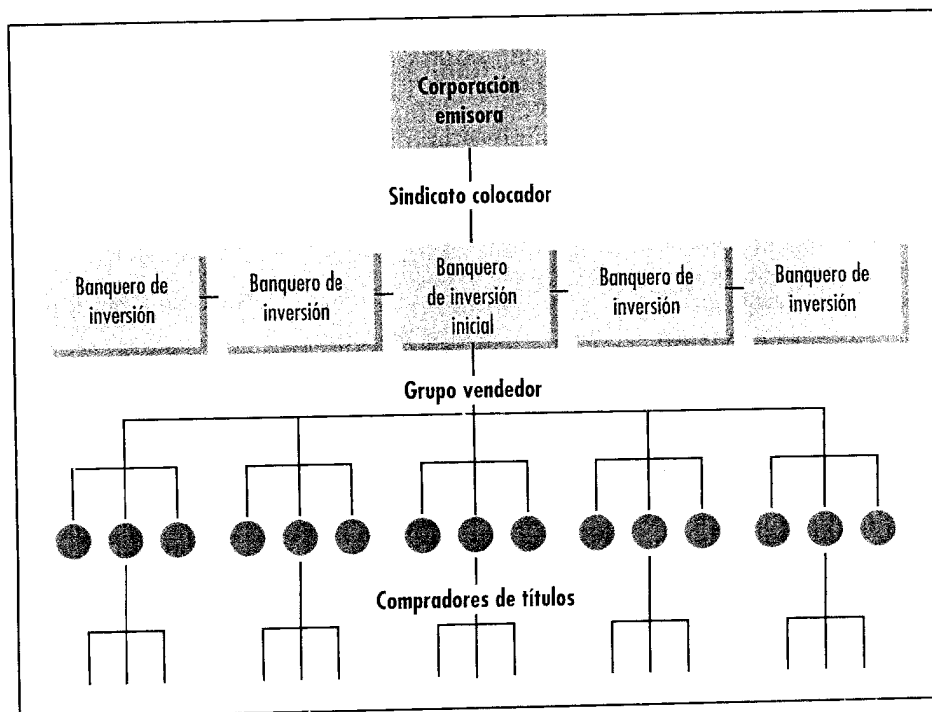 Corporación
emisora
Sindicato colocador
Banquero de
inversión
Banquero de
inversión
Banquero
de inversión
inicial
Banquero de
inversión
Banquero de
inversión
Grupo vendedor
Compradores de títulos